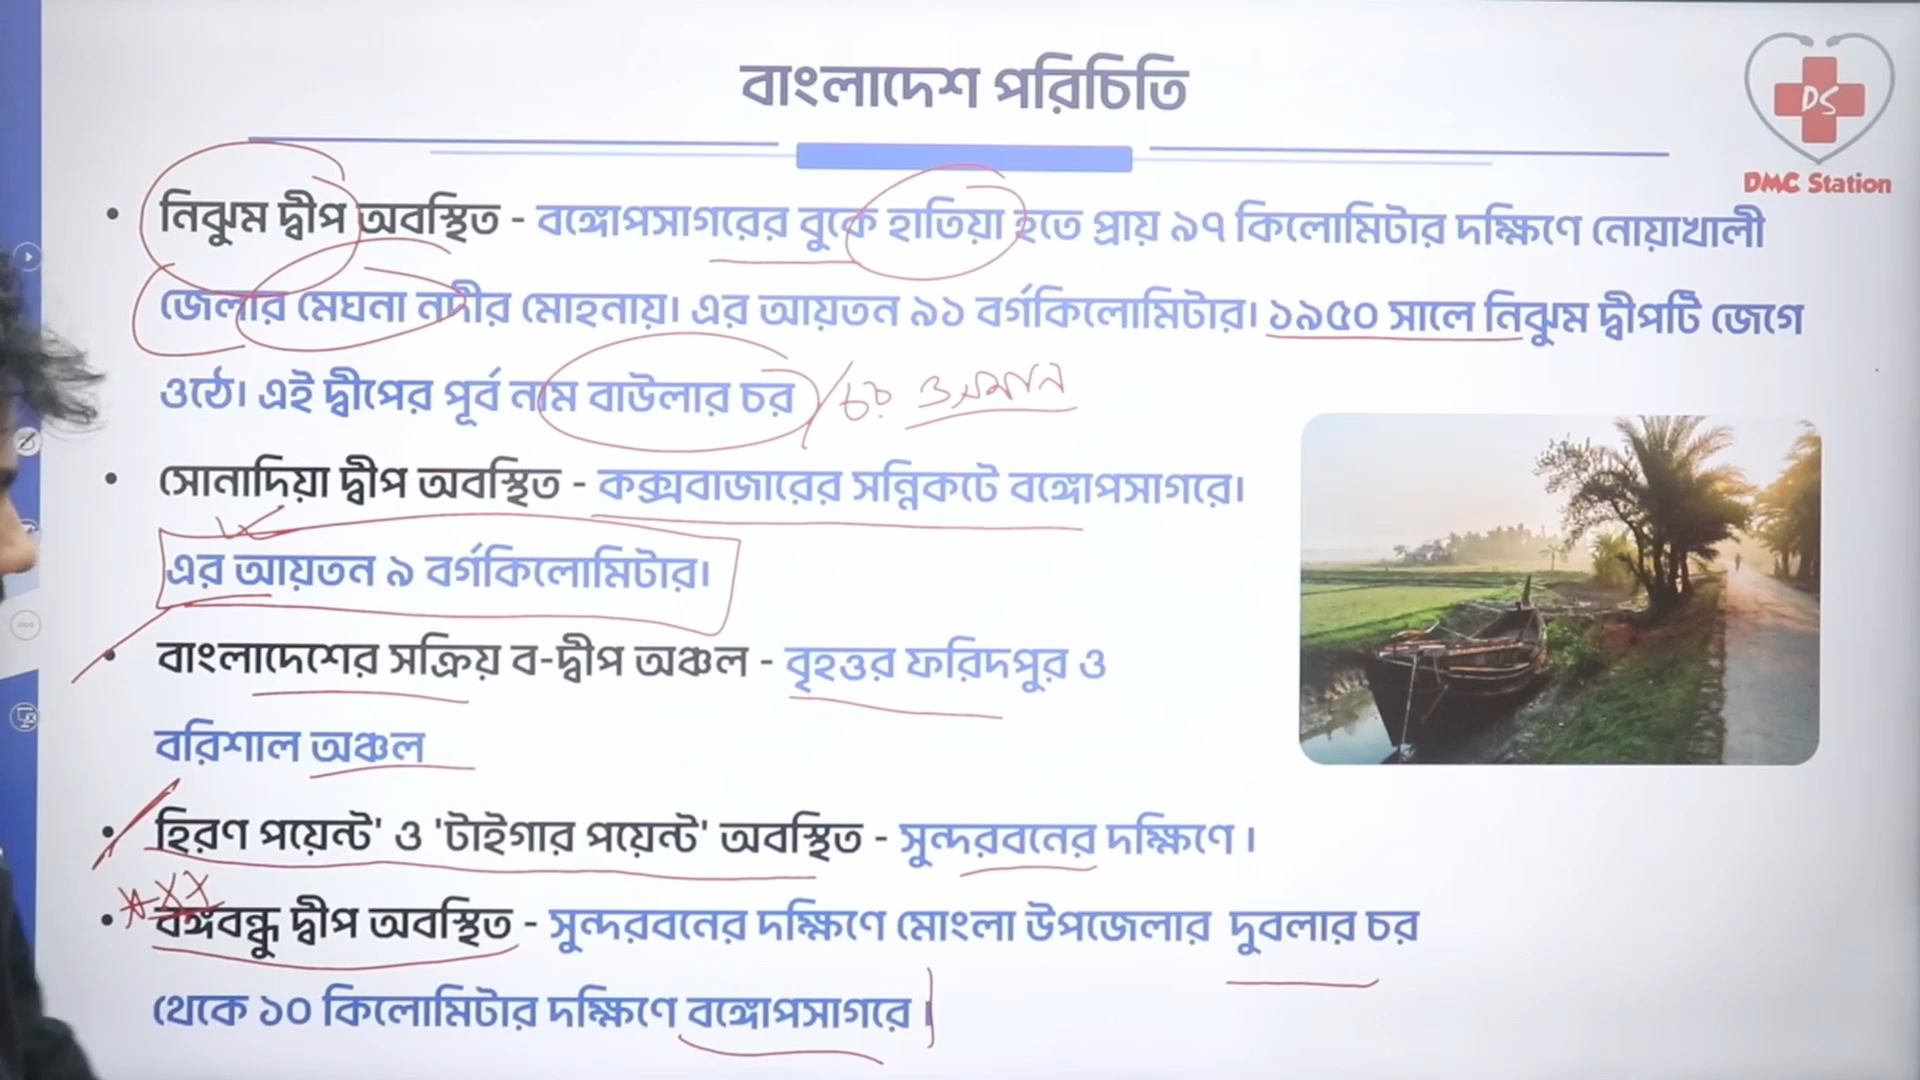 বাংলাদেশ পরিচিতি
DS
DMC Station
• নিঝুম দ্বীপ অবস্থিত - বঙ্গোপসাগরের বুকে হাতিয়া হতে প্রায় ৯৭ কিলোমিটার দক্ষিণে নোয়াখালী
জেলার মেঘনা নদীর মোহনায়। এর আয়তন ৯১ বর্গকিলোমিটার। ১৯৫০ সালে নিঝুম দ্বীপটি জেগে
ওঠে। এই দ্বীপের পূর্ব নাম বাউলার চর / চর ওসমান
• সোনাদিয়া দ্বীপ অবস্থিত - কক্সবাজারের সন্নিকটে বঙ্গোপসাগরে।
এর আয়তন ৯ বর্গকিলোমিটার।
• বাংলাদেশের সক্রিয় ব-দ্বীপ অঞ্চল - বৃহত্তর ফরিদপুর ও
বরিশাল অঞ্চল
• হিরণ পয়েন্ট' ও 'টাইগার পয়েন্ট' অবস্থিত - সুন্দরবনের দক্ষিণে ।
• বঙ্গবন্ধু দ্বীপ অবস্থিত - সুন্দরবনের দক্ষিণে মোংলা উপজেলার দুবলার চর
থেকে ১০ কিলোমিটার দক্ষিণে বঙ্গোপসাগরে ।